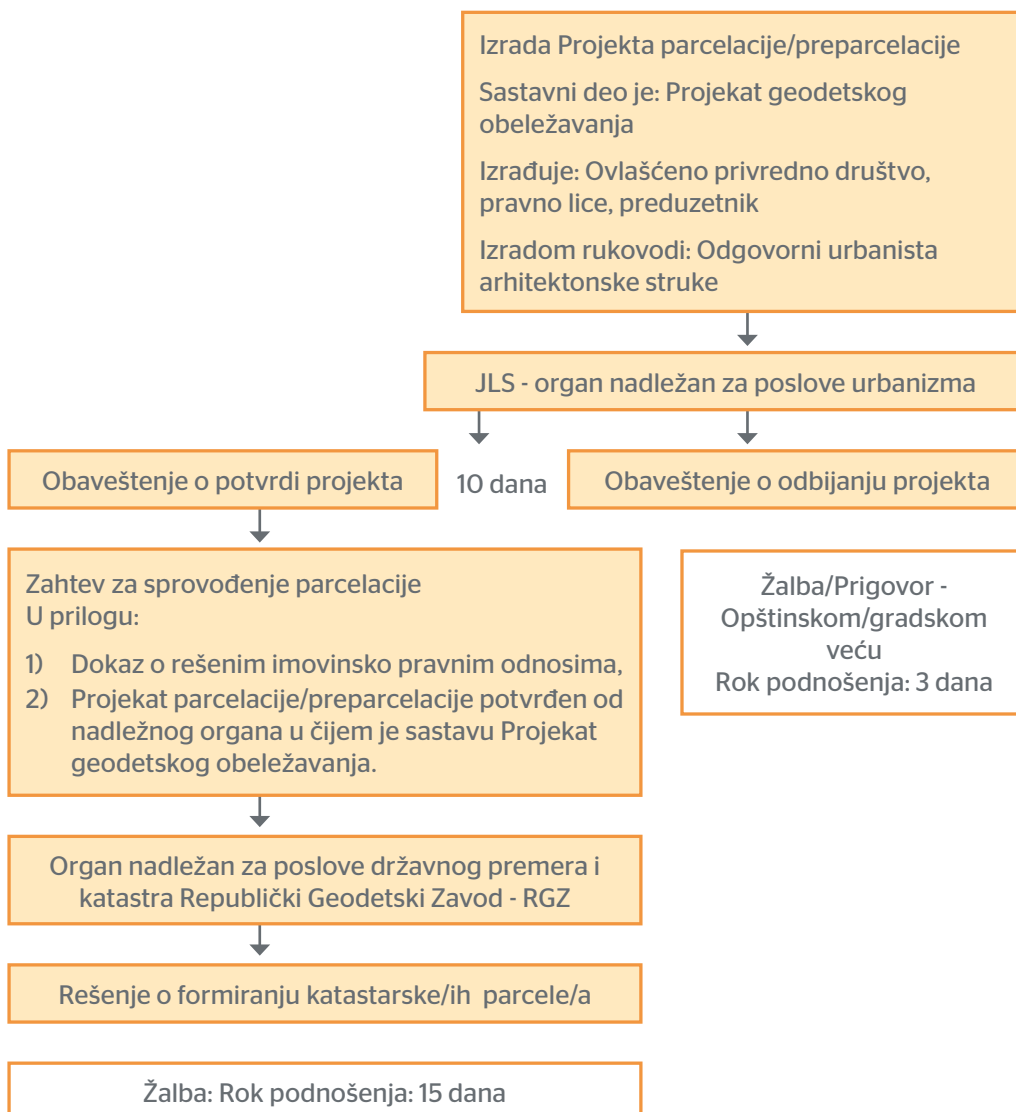 Izrada Projekta parcelacije/preparcelacije
Sastavni deo je: Projekat geodetskog
obeležavanja
Izrađuje: Ovlašćeno privredno društvo,
pravno lice, preduzetnik
Izradom rukovodi: Odgovorni urbanista
arhitektonske struke
JLS - organ nadležan za poslove urbanizma
Obaveštenje o potvrdi projekta
10 dana
Obaveštenje o odbijanju projekta
Zahtev za sprovođenje parcelacije
U prilogu:
1) Dokaz o rešenim imovinsko pravnim odnosima,
2) Projekat parcelacije/preparcelacije potvrđen od
nadležnog organa u čijem je sastavu Projekat
geodetskog obeležavanja.
Žalba/Prigovor -
Opštinskom/gradskom
veću
Rok podnošenja: 3 dana
Organ nadležan za poslove državnog premera i
katastra Republički Geodetski Zavod - RGZ
Rešenje o formiranju katastarske/ih parcele/a
Žalba: Rok podnošenja: 15 dana